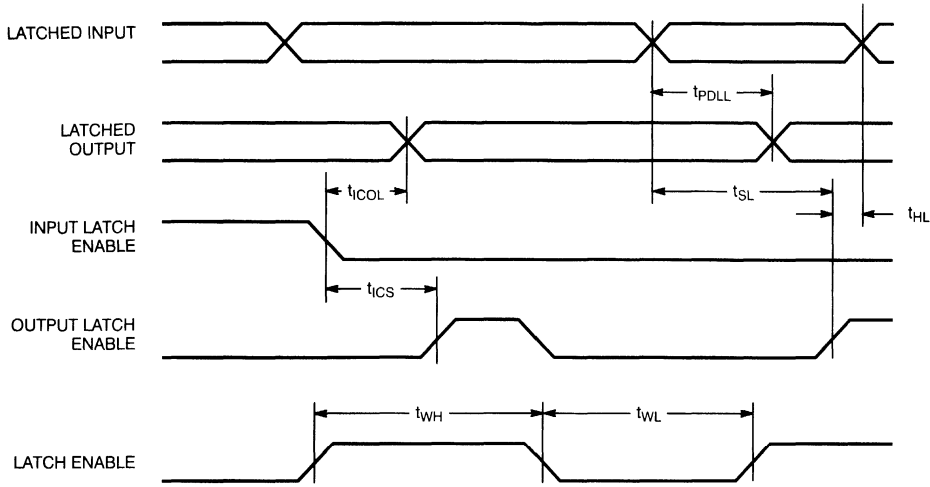 LATCHED INPUT
tPDLL
LATCHED
OUTPUT
tICOL
tSL
tHL
INPUT LATCH
ENABLE
tICS
OUTPUT LATCH
ENABLE
tWH
tWL
LATCH ENABLE